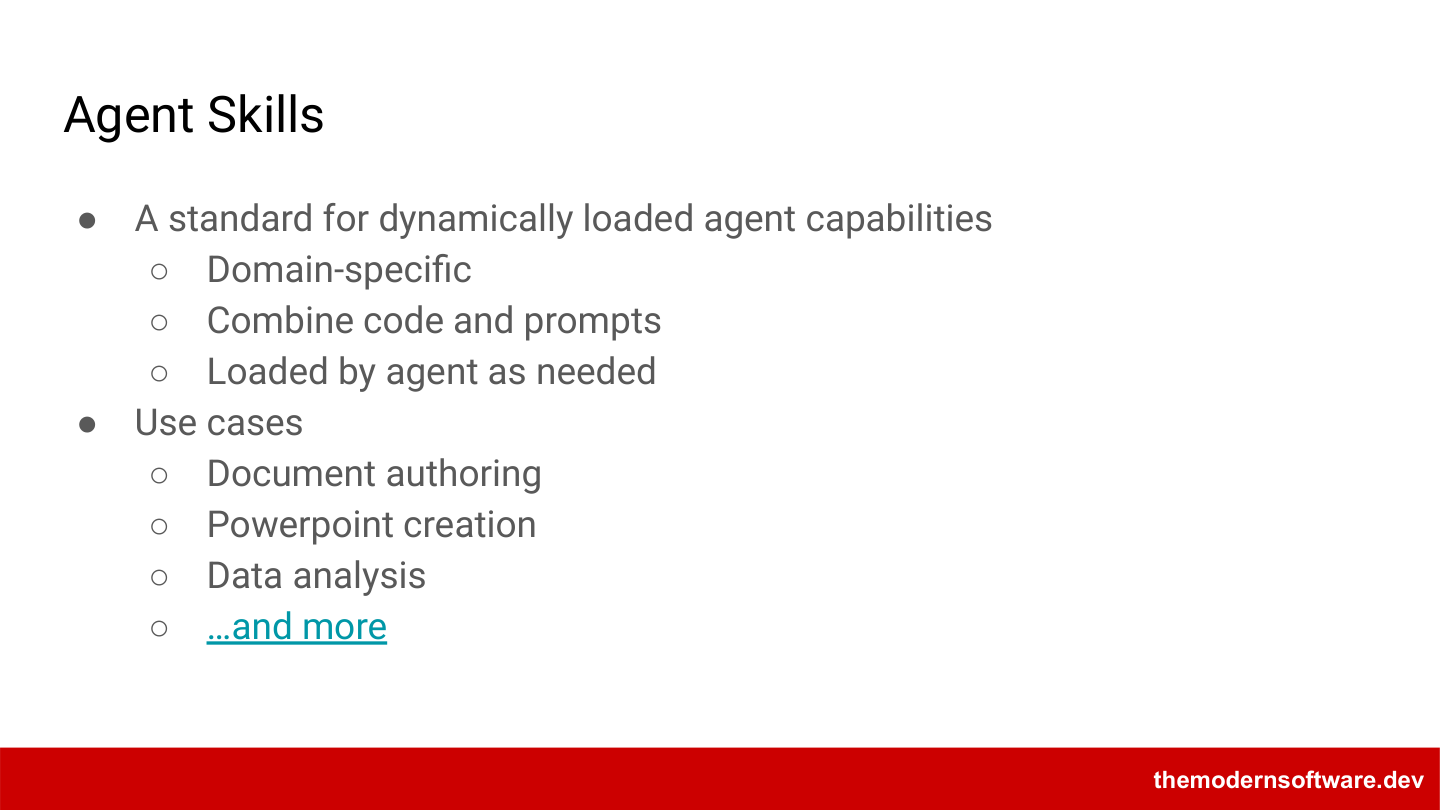 Agent Skills
● A standard for dynamically loaded agent capabilities
○ Domain-specific
○ Combine code and prompts
○ Loaded by agent as needed
● Use cases
○ Document authoring
○ Powerpoint creation
○ Data analysis
○ …and more
themodernsoftware.dev